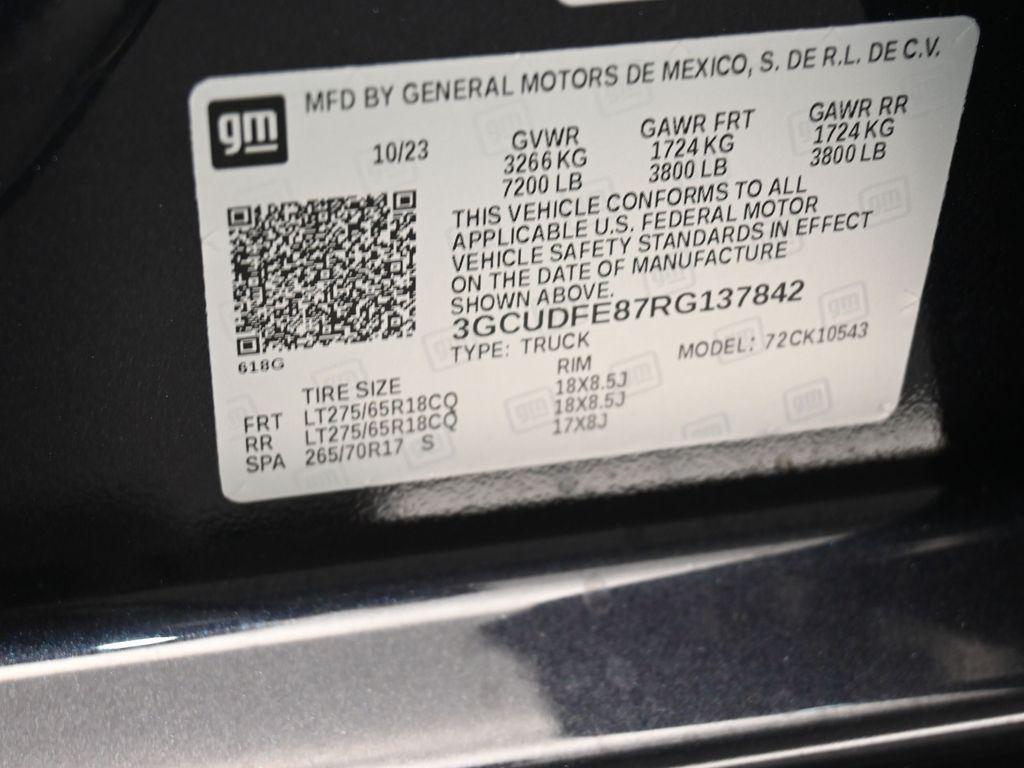 gm MFD BY GENERAL MOTORS DE MEXICO, S. DE R.L. DE C.V.
10/23 GVWR GAWR FRT GAWR RR
3266 KG 1724 KG 1724 KG
7200 LB 3800 LB 3800 LB
THIS VEHICLE CONFORMS TO ALL
APPLICABLE U.S. FEDERAL MOTOR
VEHICLE SAFETY STANDARDS IN EFFECT
ON THE DATE OF MANUFACTURE
SHOWN ABOVE.
3GCUDFE87RG137842
TYPE: TRUCK MODEL: 72CK10543
618G
TIRE SIZE RIM
FRT LT275/65R18CQ 18X8.5J
RR LT275/65R18CQ 18X8.5J
SPA 265/70R17 S 17X8J